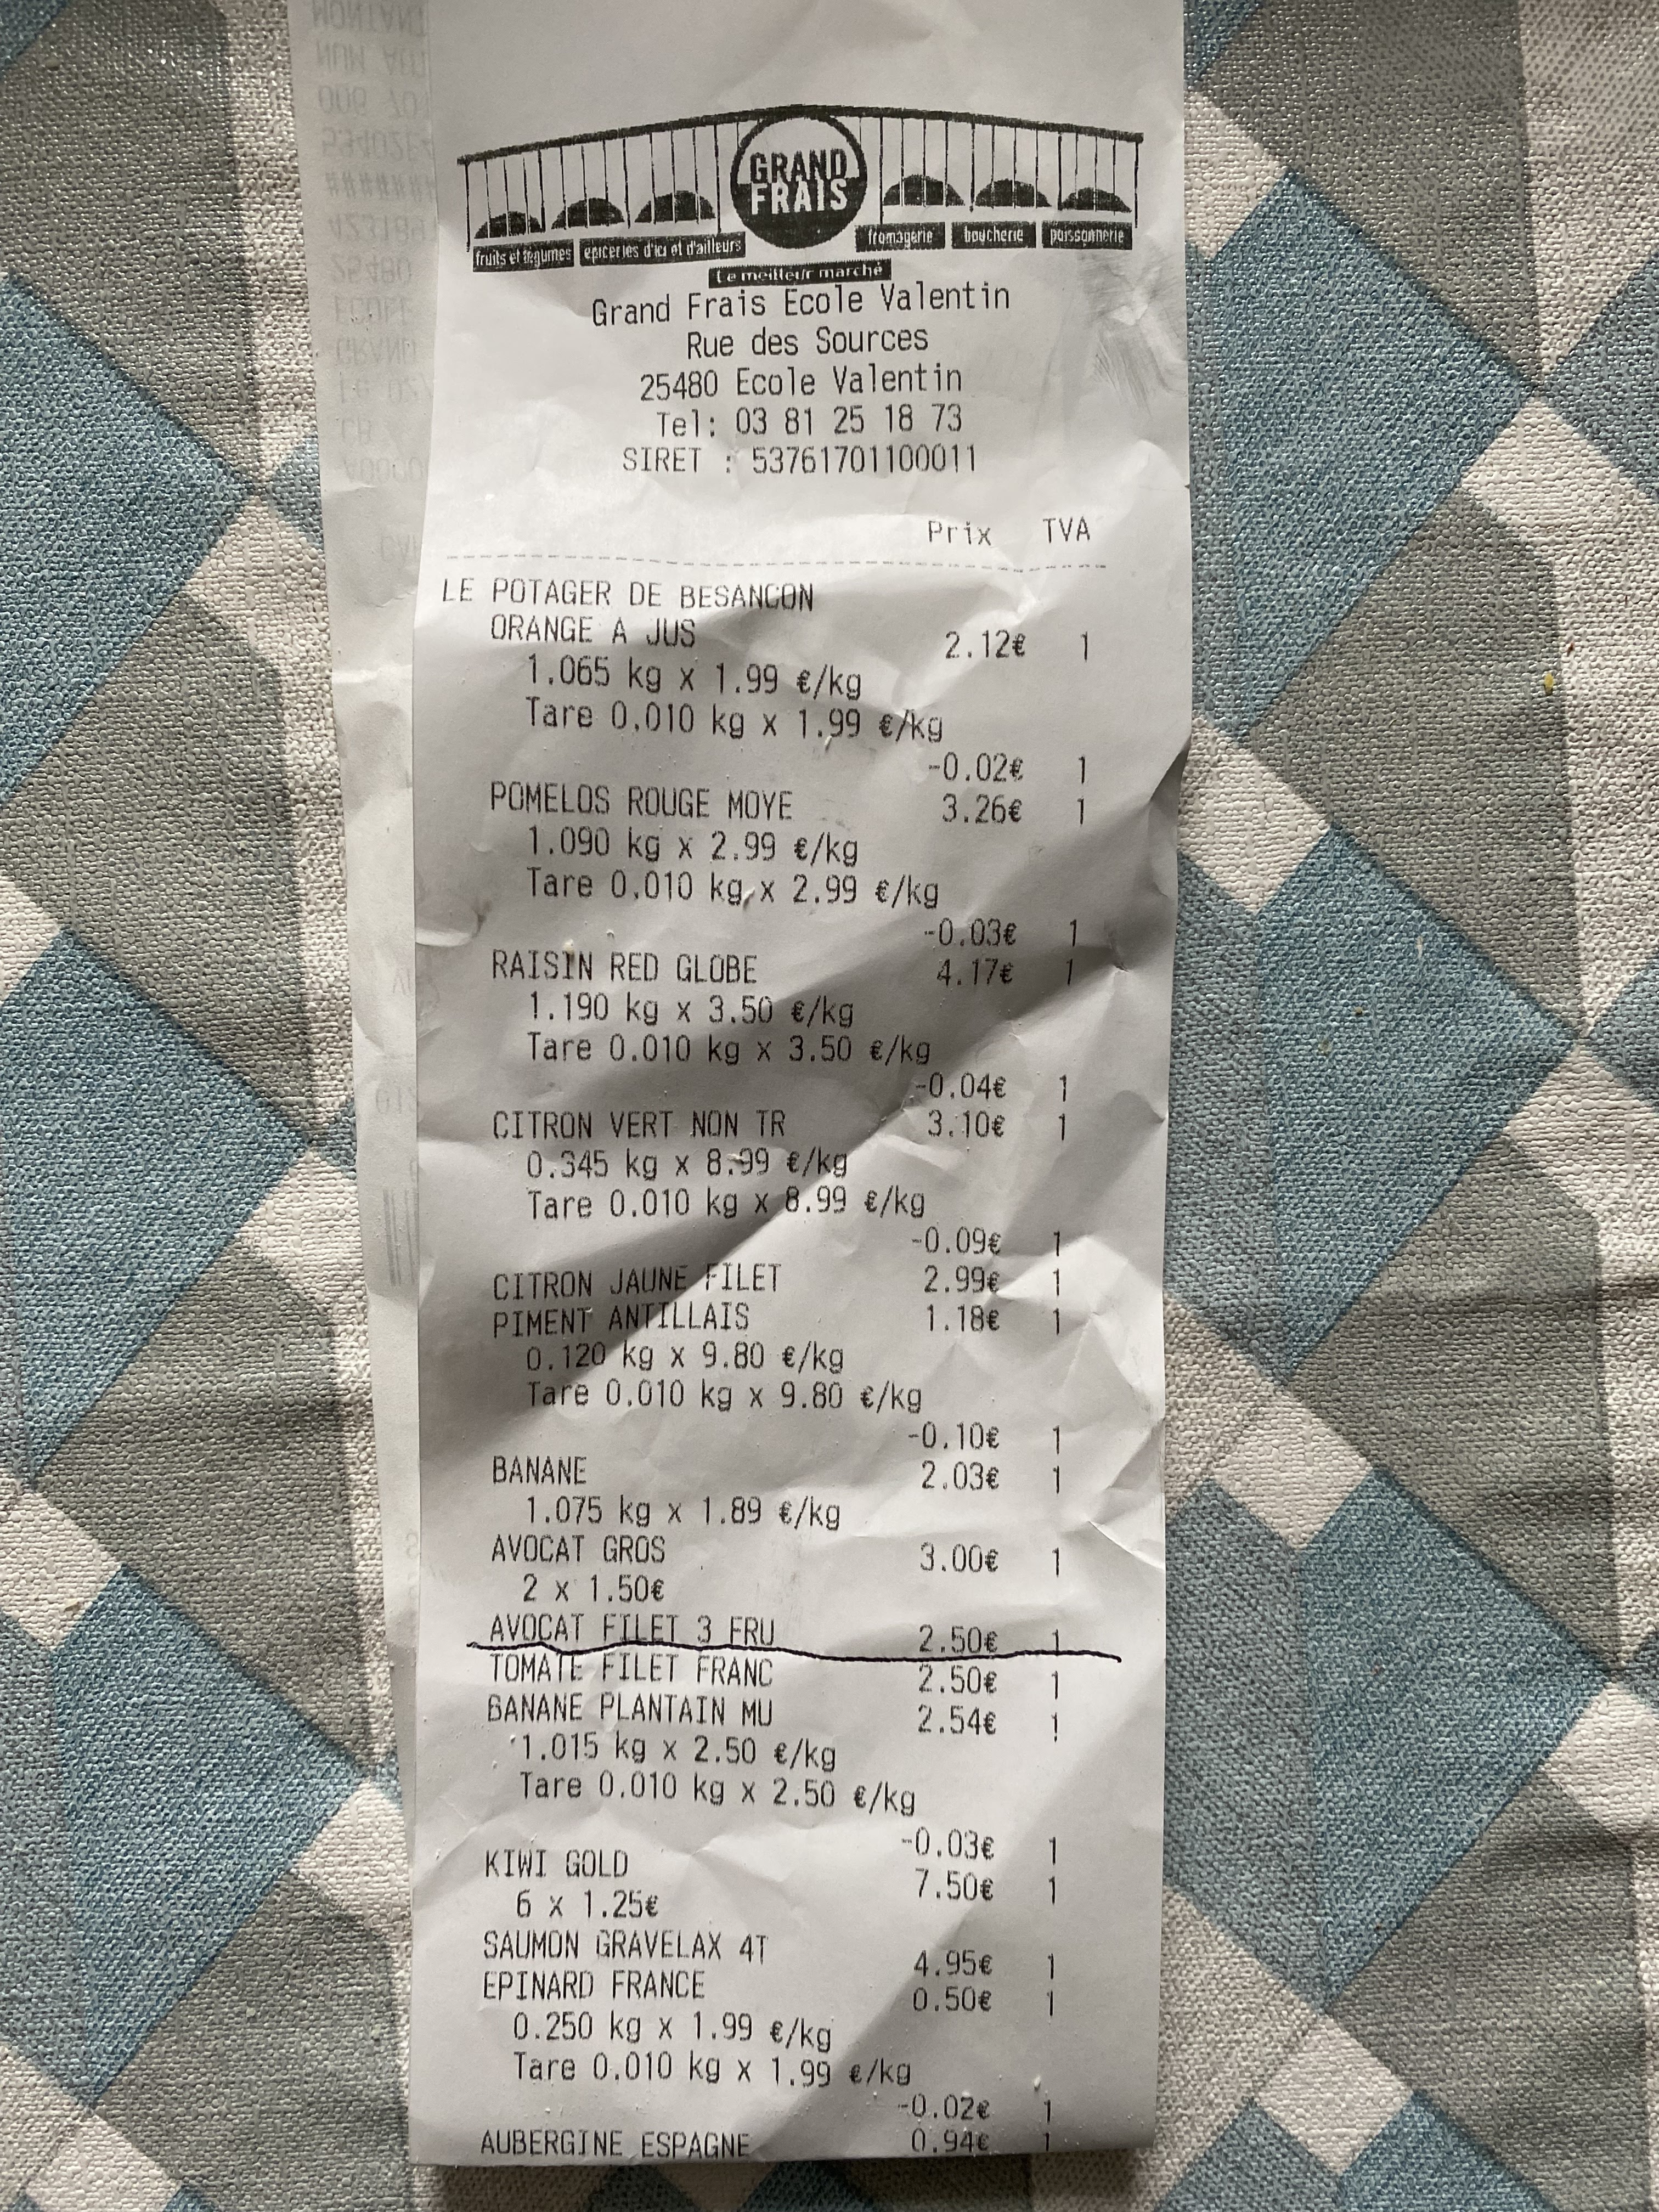 GRAND
FRAIS
fruits et légumes
épiceries d'ici et d'ailleurs
fromagerie
boucherie
poissonnerie
Le meilleur marché
Grand Frais Ecole Valentin
Rue des Sources
25480 Ecole Valentin
Tel: 03 81 25 18 73
SIRET : 53761701100011
Prix TVA
LE POTAGER DE BESANCON
ORANGE A JUS 2.12€ 1
1.065 kg x 1.99 €/kg
Tare 0.010 kg x 1.99 €/kg
-0.02€ 1
POMELOS ROUGE MOYE 3.26€ 1
1.090 kg x 2.99 €/kg
Tare 0.010 kg x 2.99 €/kg
-0.03€ 1
RAISIN RED GLOBE 4.17€ 1
1.190 kg x 3.50 €/kg
Tare 0.010 kg x 3.50 €/kg
-0.04€ 1
CITRON VERT NON TR 3.10€ 1
0.345 kg x 8.99 €/kg
Tare 0.010 kg x 8.99 €/kg
-0.09€ 1
CITRON JAUNE FILET 2.99€ 1
PIMENT ANTILLAIS 1.18€ 1
0.120 kg x 9.80 €/kg
Tare 0.010 kg x 9.80 €/kg
-0.10€ 1
BANANE 2.03€ 1
1.075 kg x 1.89 €/kg
AVOCAT GROS 3.00€ 1
2 x 1.50€
AVOCAT FILET 3 FRU 2.50€ 1
TOMATE FILET FRANC 2.50€ 1
BANANE PLANTAIN MU 2.54€ 1
1.015 kg x 2.50 €/kg
Tare 0.010 kg x 2.50 €/kg
-0.03€ 1
KIWI GOLD 7.50€ 1
6 x 1.25€
SAUMON GRAVELAX 4T 4.95€ 1
EPINARD FRANCE 0.50€ 1
0.250 kg x 1.99 €/kg
Tare 0.010 kg x 1.99 €/kg
-0.02€ 1
AUBERGINE ESPAGNE 0.94€ 1